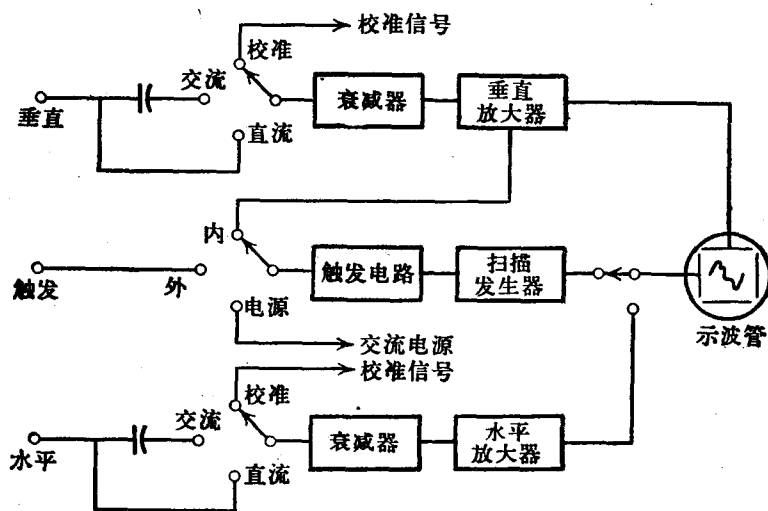 校准信号
校准
交流
垂直
直流
衰减器
垂直
放大器
内
触发
外
电源
触发电路
扫描
发生器
示波管
交流电源
校准信号
校准
交流
水平
直流
衰减器
水平
放大器